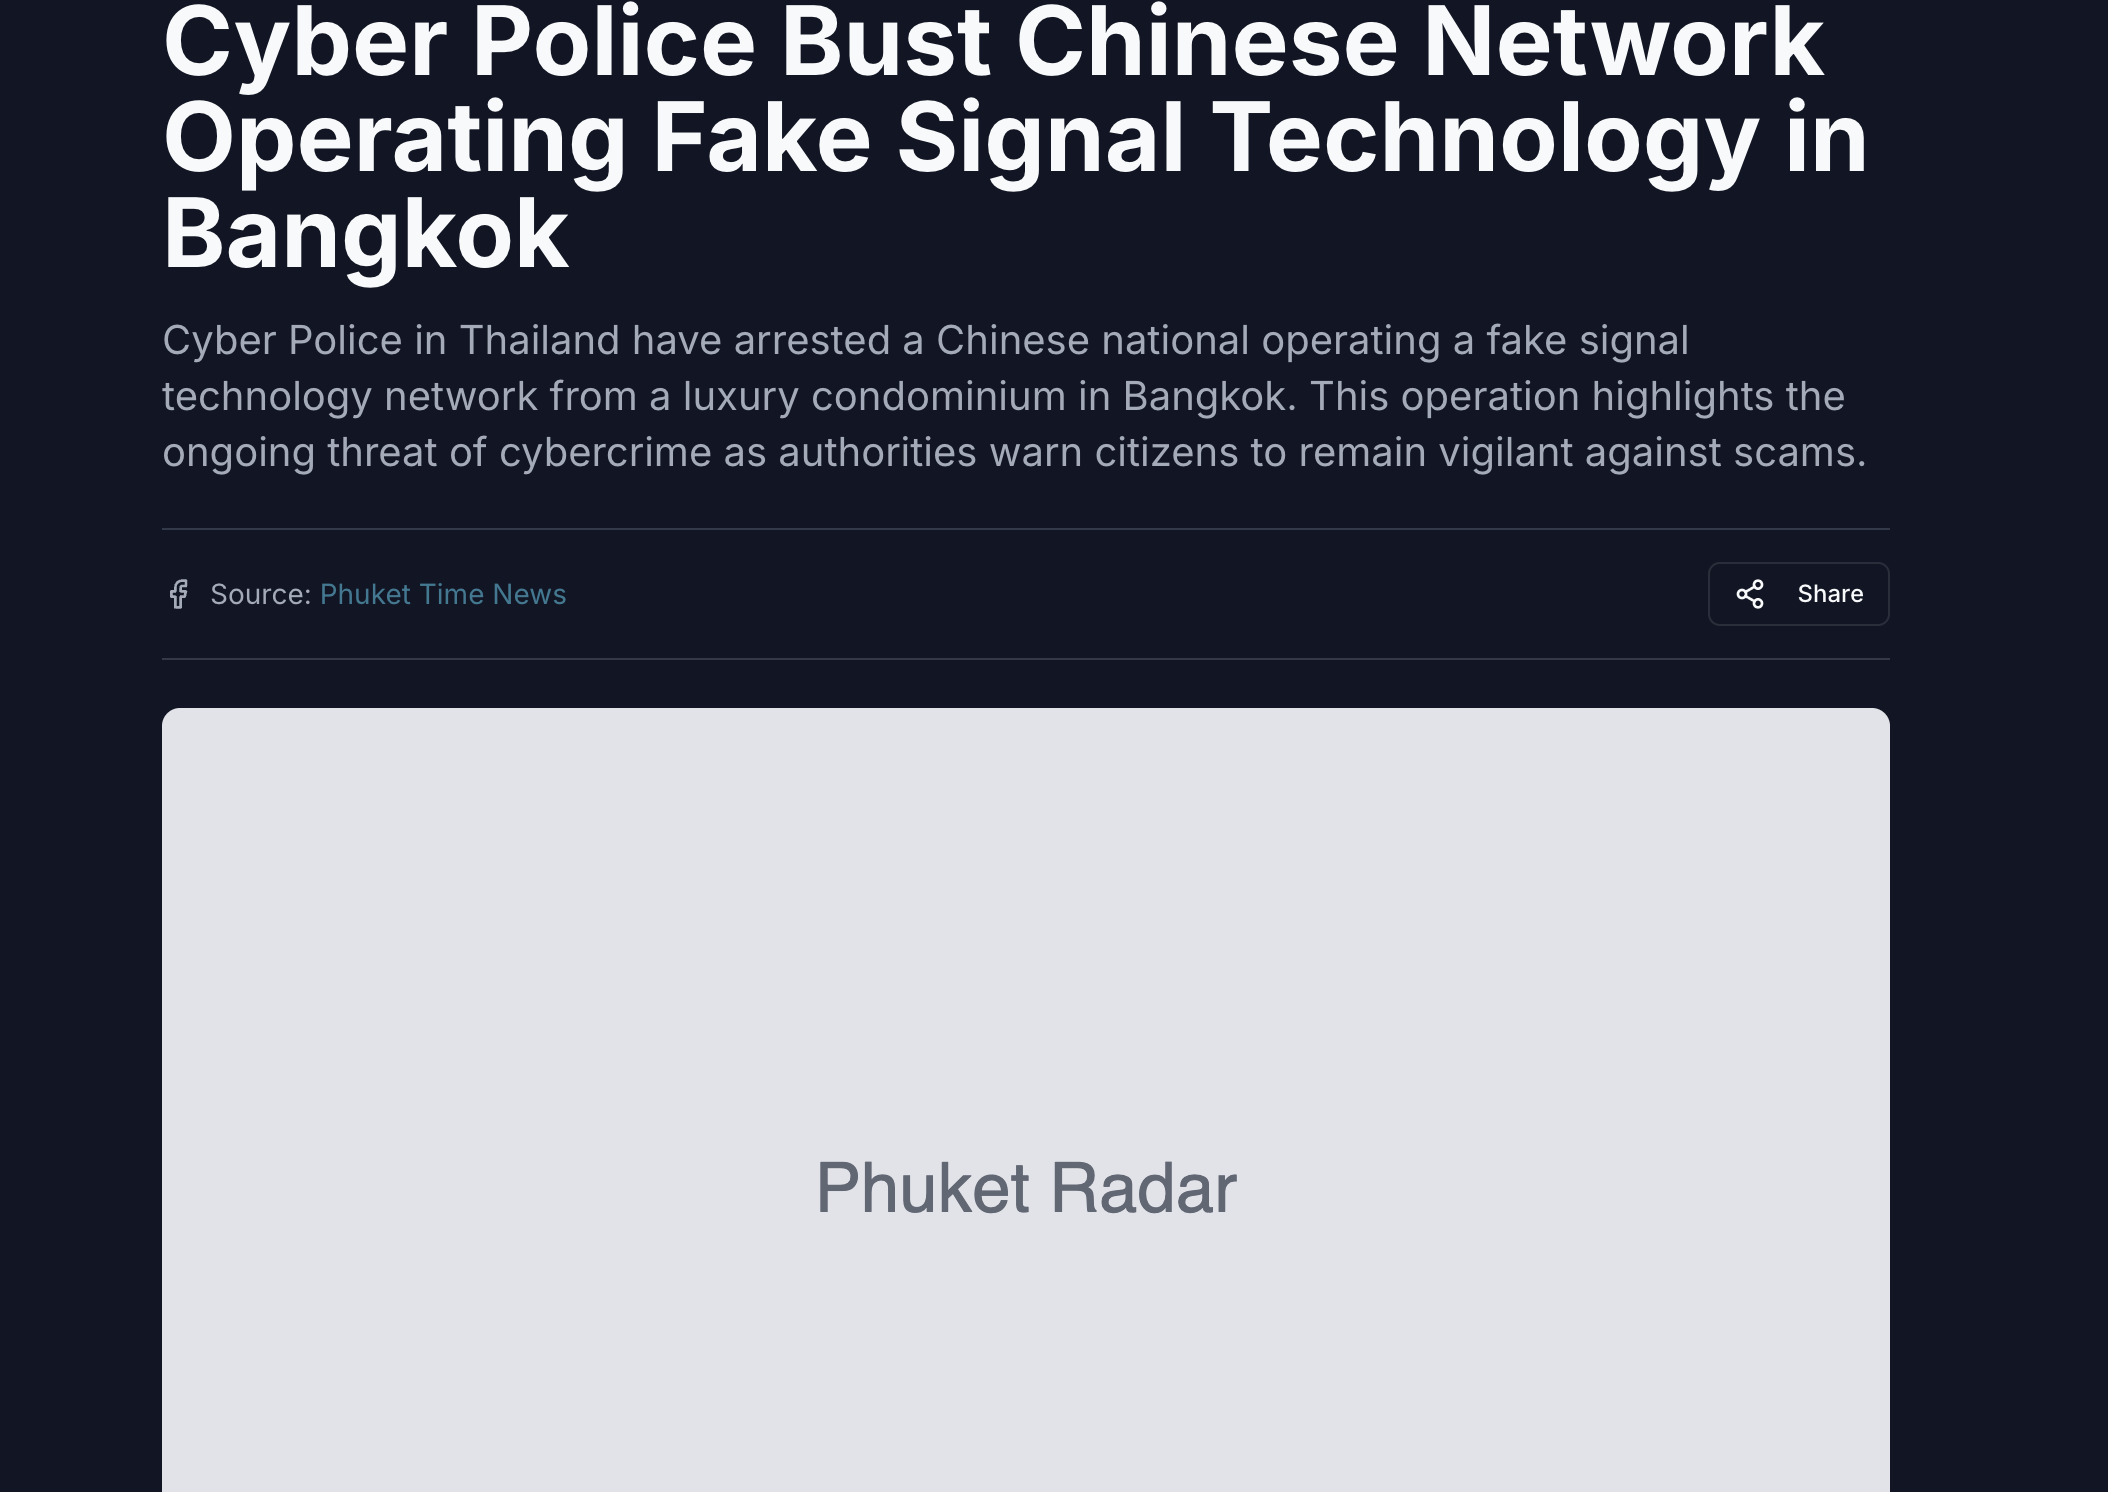 Cyber Police Bust Chinese Network
Operating Fake Signal Technology in
Bangkok
Cyber Police in Thailand have arrested a Chinese national operating a fake signal
technology network from a luxury condominium in Bangkok. This operation highlights the
ongoing threat of cybercrime as authorities warn citizens to remain vigilant against scams.
Source: Phuket Time News
Share
Phuket Radar